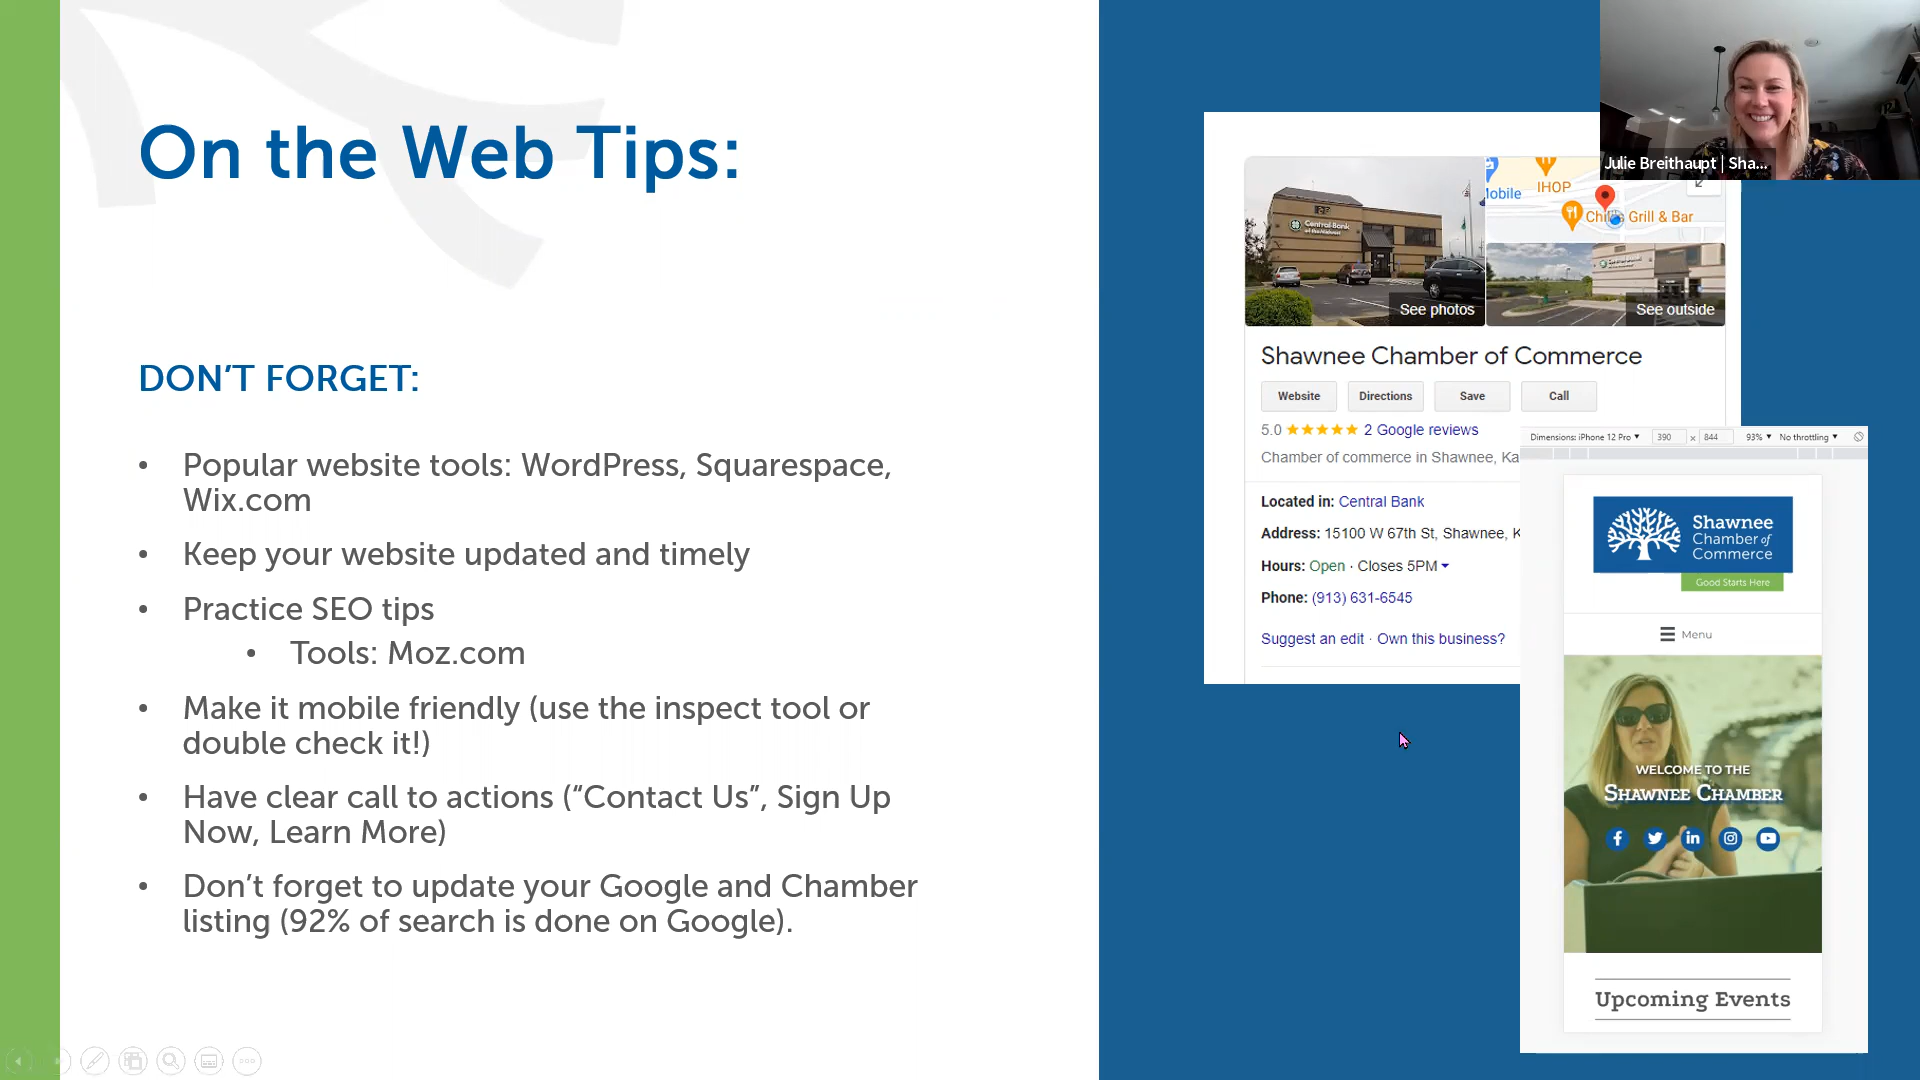 On the Web Tips:
DON’T FORGET:
• Popular website tools: WordPress, Squarespace,
Wix.com
• Keep your website updated and timely
• Practice SEO tips
• Tools: Moz.com
• Make it mobile friendly (use the inspect tool or
double check it!)
• Have clear call to actions (“Contact Us”, Sign Up
Now, Learn More)
• Don’t forget to update your Google and Chamber
listing (92% of search is done on Google).
Julie Breithaupt | Sha...
Mobile
IHOP
Chili's Grill & Bar
Central Bank
of the Midwest
Central Bank
See photos
See outside
Shawnee Chamber of Commerce
Website Directions Save Call
5.0 2 Google reviews
Chamber of commerce in Shawnee, Ka
Located in: Central Bank
Address: 15100 W 67th St, Shawnee, K
Hours: Open · Closes 5PM
Phone: (913) 631-6545
Suggest an edit · Own this business?
Dimensions: iPhone 12 Pro 390 x 844 93% No throttling
Shawnee
Chamber of
Commerce
Good Starts Here
Menu
WELCOME TO THE
SHAWNEE CHAMBER
Upcoming Events